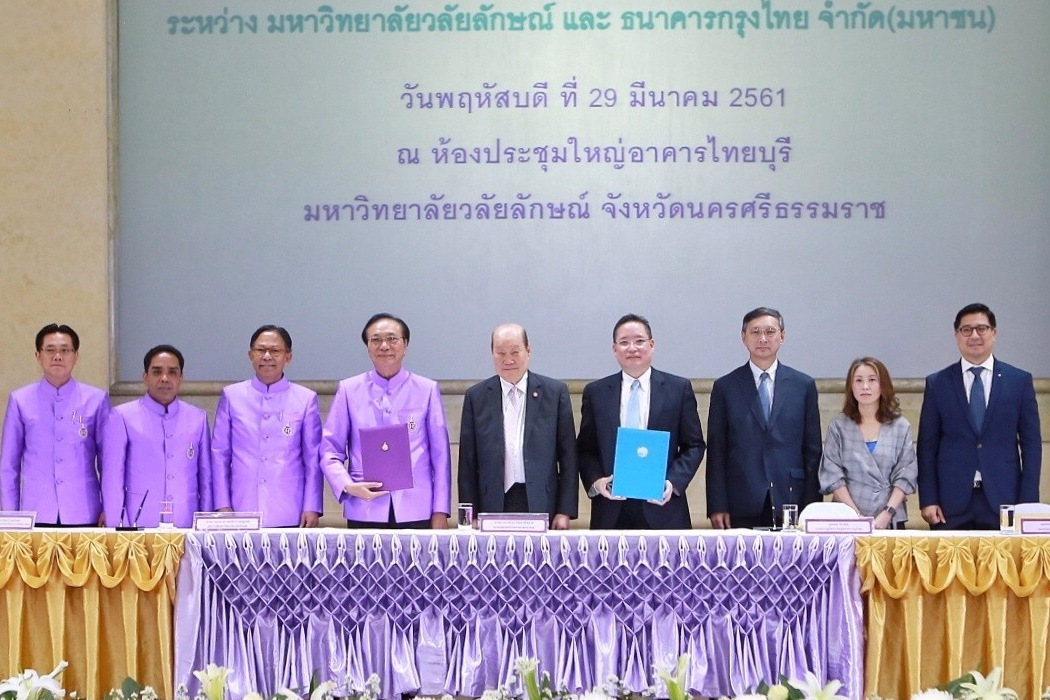 ระหว่าง มหาวิทยาลัยวลัยลักษณ์ และ ธนาคารกรุงไทย จำกัด(มหาชน)
วันพฤหัสบดี ที่ 29 มีนาคม 2561
ณ ห้องประชุมใหญ่อาคารไทยบุรี
มหาวิทยาลัยวลัยลักษณ์ จังหวัดนครศรีธรรมราช